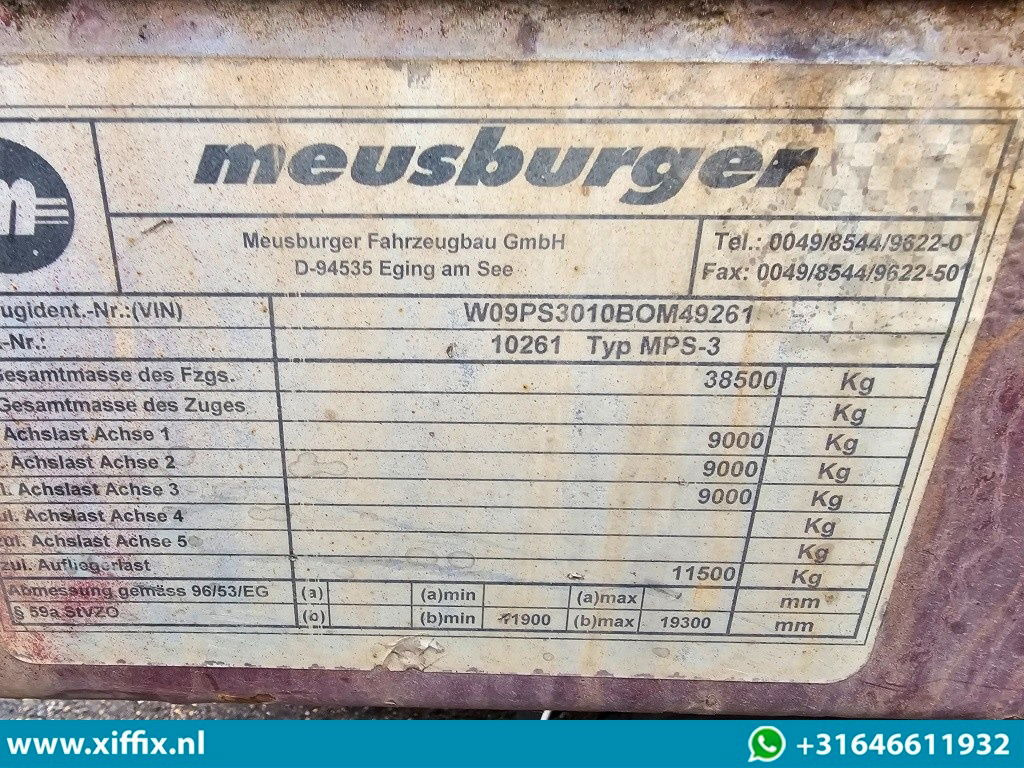 m
meusburger
Meusburger Fahrzeugbau GmbH
D-94535 Eging am See
Tel.: 0049/8544/9622-0
Fax: 0049/8544/9622-501
ugident.-Nr.:(VIN) W09PS3010BOM49261
.-Nr.: 10261 Typ MPS-3
Gesamtmasse des Fzgs. 38500 Kg
Gesamtmasse des Zuges Kg
Achslast Achse 1 9000 Kg
. Achslast Achse 2 9000 Kg
l. Achslast Achse 3 9000 Kg
ul. Achslast Achse 4 Kg
zul. Achslast Achse 5 Kg
zul. Aufliegerlast 11500 Kg
Abmessung gemäss 96/53/EG (a) (a)min (a)max mm
§ 59a StVZO (b) (b)min 11900 (b)max 19300 mm
www.xiffix.nl
+31646611932